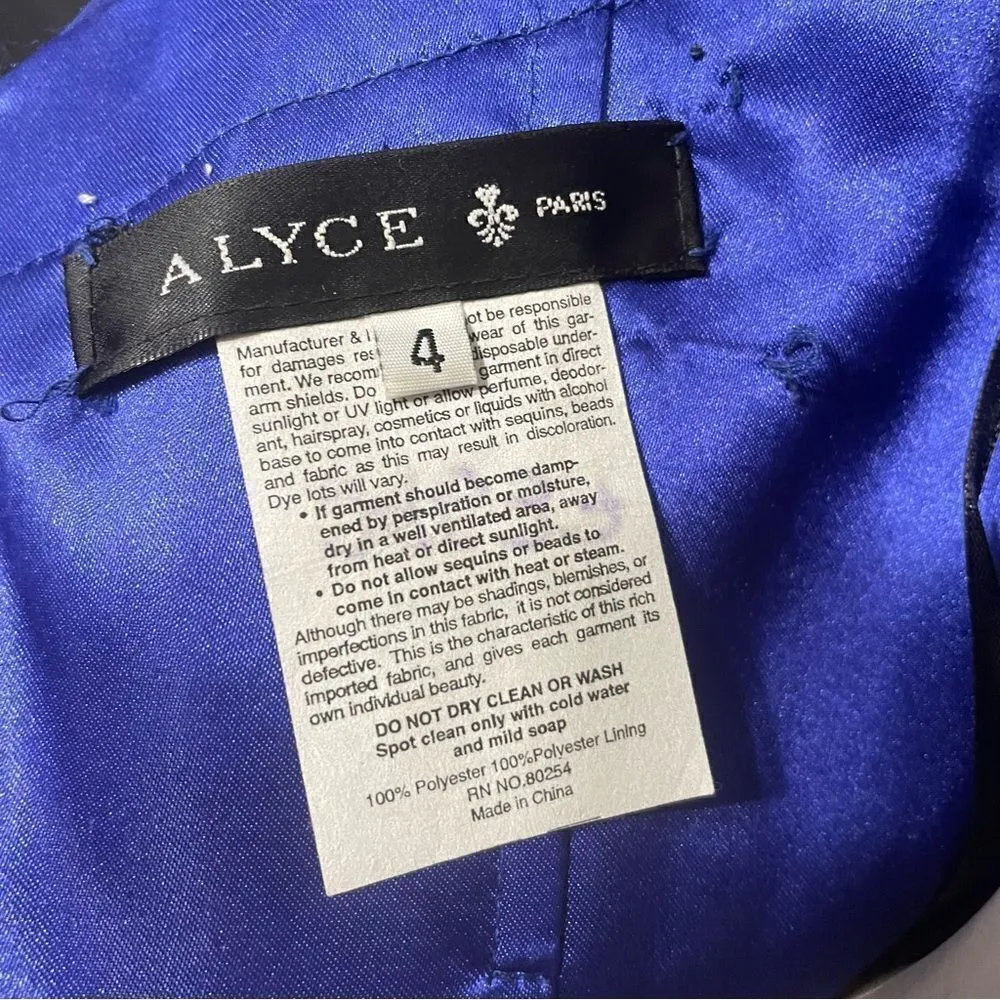 ALYCE PARIS
4
Manufacturer & ot be responsible
for damages wear of this gar-
ment. We disposable under-
arm shields. Do garment in direct
sunlight or UV light or allow perfume, deodor-
ant, hairspray, cosmetics or liquids with alcohol
base to come into contact with sequins, beads
and fabric as this may result in discoloration.
Dye lots will vary.
• If garment should become damp-
ened by perspiration or moisture,
dry in a well ventilated area, away
from heat or direct sunlight.
• Do not allow sequins or beads to
come in contact with heat or steam.
Although there may be shadings, blemishes, or
imperfections in this fabric, it is not considered
defective. This is the characteristic of this rich
imported fabric, and gives each garment its
own individual beauty.
DO NOT DRY CLEAN OR WASH
Spot clean only with cold water
and mild soap
100% Polyester 100%Polyester Lining
RN NO.80254
Made in China